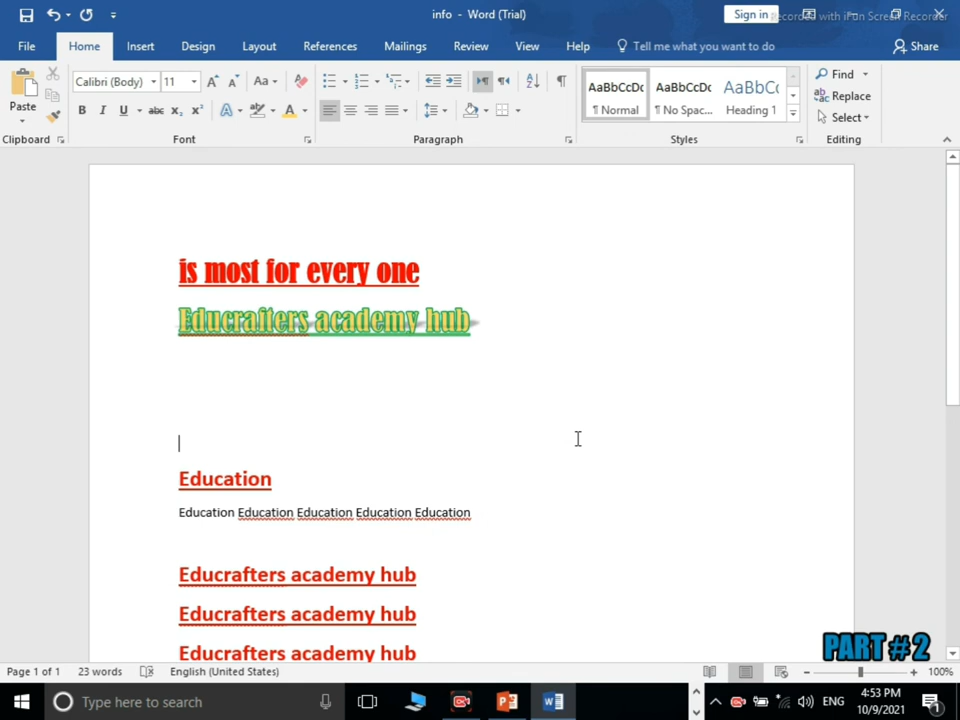 info - Word (Trial)
Sign in
Recorded with iFun Screen Recorder
File Home Insert Design Layout References Mailings Review View Help Tell me what you want to do Share
Paste
Clipboard
Calibri (Body) 11
Font
Paragraph
AaBbCcDc AaBbCcDc AaBbCc
¶ Normal ¶ No Spac... Heading 1
Styles
Find
Replace
Select
Editing
is most for every one
Educrafters academy hub
Education
Education Education Education Education Education
Educrafters academy hub
Educrafters academy hub
Educrafters academy hub
PART # 2
Page 1 of 1 23 words English (United States) 100%
Type here to search
ENG
4:53 PM
10/9/2021